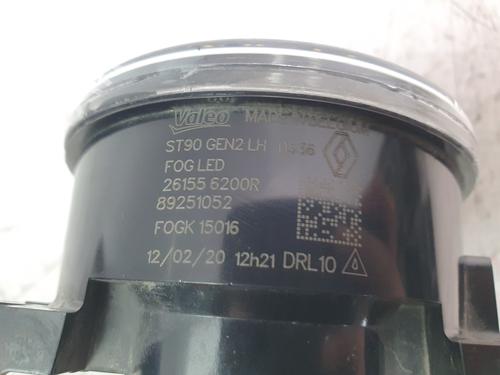 Valeo
ST90 GEN2 LH
FOG LED
26155 6200R
89251052
FOGK 15016
12/02/20 12h21 DRL10